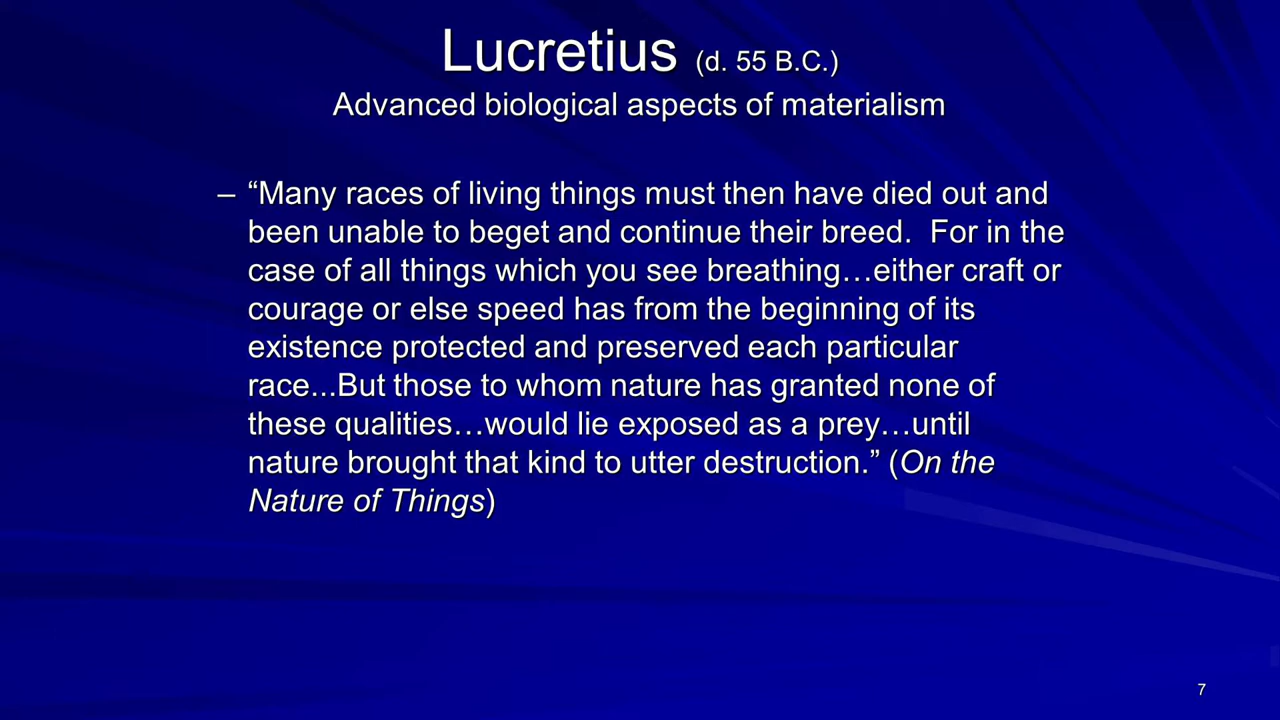 Lucretius (d. 55 B.C.)
Advanced biological aspects of materialism
– “Many races of living things must then have died out and
been unable to beget and continue their breed.  For in the
case of all things which you see breathing…either craft or
courage or else speed has from the beginning of its
existence protected and preserved each particular
race...But those to whom nature has granted none of
these qualities…would lie exposed as a prey…until
nature brought that kind to utter destruction.” (On the
Nature of Things)
7